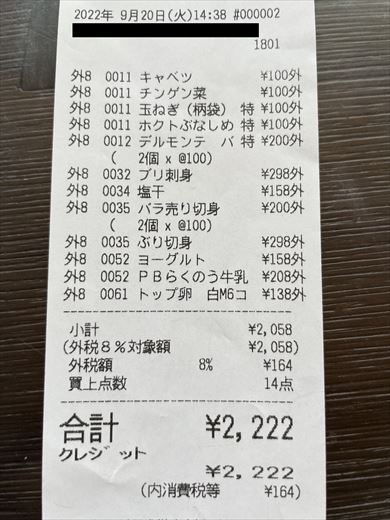 2022年 9月20日(火)14:38 #000002
1801
外8 0011 キャベツ ¥100外
外8 0011 チンゲン菜 ¥100外
外8 0011 玉ねぎ（柄袋） 特 ¥100外
外8 0011 ホクトぶなしめ 特 ¥100外
外8 0012 デルモンテ バ 特 ¥200外
( 2個 x @100)
外8 0032 ブリ刺身 ¥298外
外8 0034 塩干 ¥158外
外8 0035 バラ売り切身 ¥200外
( 2個 x @100)
外8 0035 ぶり切身 ¥298外
外8 0052 ヨーグルト ¥158外
外8 0052 PBらくのう牛乳 ¥208外
外8 0061 トップ卵 白M6コ ¥138外
小計 ¥2,058
(外税8%対象額 ¥2,058)
外税額 8% ¥164
買上点数 14点
合計 ¥2,222
クレジット
¥2,222
(内消費税等 ¥164)